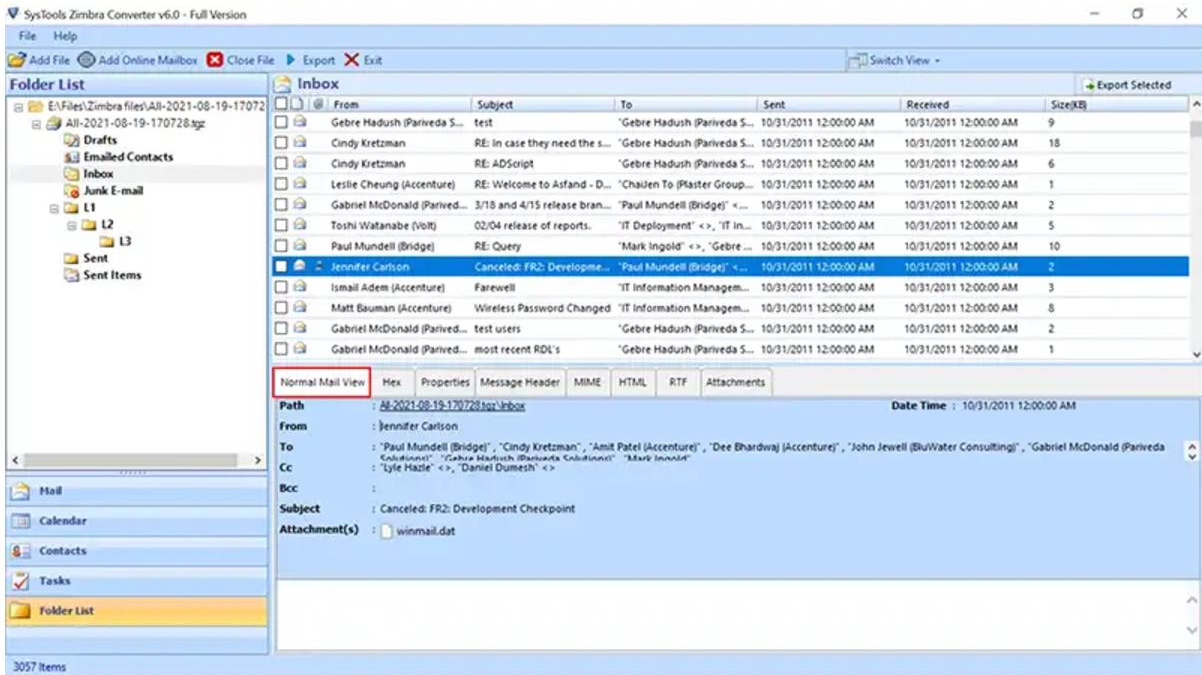 SysTools Zimbra Converter v6.0 - Full Version
File Help
Add File Add Online Mailbox Close File Export Exit Switch View
Folder List
E:\Files\Zimbra files\All-2021-08-19-17072
All-2021-08-19-170728.tgz
Drafts
Emailed Contacts
Inbox
Junk E-mail
L1
L2
L3
Sent
Sent Items
Mail
Calendar
Contacts
Tasks
Folder List
3057 Items
Inbox Export Selected
From Subject To Sent Received Size(KB)
Gebre Hadush (Pariveda S... test "Gebre Hadush (Pariveda S... 10/31/2011 12:00:00 AM 10/31/2011 12:00:00 AM 9
Cindy Kretzman RE: In case they need the s... "Gebre Hadush (Pariveda S... 10/31/2011 12:00:00 AM 10/31/2011 12:00:00 AM 18
Cindy Kretzman RE: ADScript "Gebre Hadush (Pariveda S... 10/31/2011 12:00:00 AM 10/31/2011 12:00:00 AM 6
Leslie Cheung (Accenture) RE: Welcome to Asfand - D... "ChaiJen To (Plaster Group... 10/31/2011 12:00:00 AM 10/31/2011 12:00:00 AM 1
Gabriel McDonald (Parived... 3/18 and 4/15 release bran... "Paul Mundell (Bridge)" <... 10/31/2011 12:00:00 AM 10/31/2011 12:00:00 AM 2
Toshi Watanabe (Volt) 02/04 release of reports. "IT Deployment" <>, "IT In... 10/31/2011 12:00:00 AM 10/31/2011 12:00:00 AM 5
Paul Mundell (Bridge) RE: Query "Mark Ingold" <>, "Gebre ... 10/31/2011 12:00:00 AM 10/31/2011 12:00:00 AM 10
Jennifer Carlson Canceled: FR2: Developme... "Paul Mundell (Bridge)" <... 10/31/2011 12:00:00 AM 10/31/2011 12:00:00 AM 2
Ismail Adem (Accenture) Farewell "IT Information Managem... 10/31/2011 12:00:00 AM 10/31/2011 12:00:00 AM 3
Matt Bauman (Accenture) Wireless Password Changed "IT Information Managem... 10/31/2011 12:00:00 AM 10/31/2011 12:00:00 AM 8
Gabriel McDonald (Parived... test users "Gebre Hadush (Pariveda S... 10/31/2011 12:00:00 AM 10/31/2011 12:00:00 AM 2
Gabriel McDonald (Parived... most recent RDL's "Gebre Hadush (Pariveda S... 10/31/2011 12:00:00 AM 10/31/2011 12:00:00 AM 1
Normal Mail View Hex Properties Message Header MIME HTML RTF Attachments
Path : All-2021-08-19-170728.tgz\Inbox Date Time : 10/31/2011 12:00:00 AM
From : Jennifer Carlson
To : "Paul Mundell (Bridge)" , "Cindy Kretzman" , "Amit Patel (Accenture)" , "Dee Bhardwaj (Accenture)" , "John Jewell (BluWater Consulting)" , "Gabriel McDonald (Pariveda
Solutions)" , "Gebre Hadush (Pariveda Solutions)" , "Mark Ingold"
Cc : "Lyle Hazle" <>, "Daniel Dumesh" <>
Bcc :
Subject : Canceled: FR2: Development Checkpoint
Attachment(s) : winmail.dat